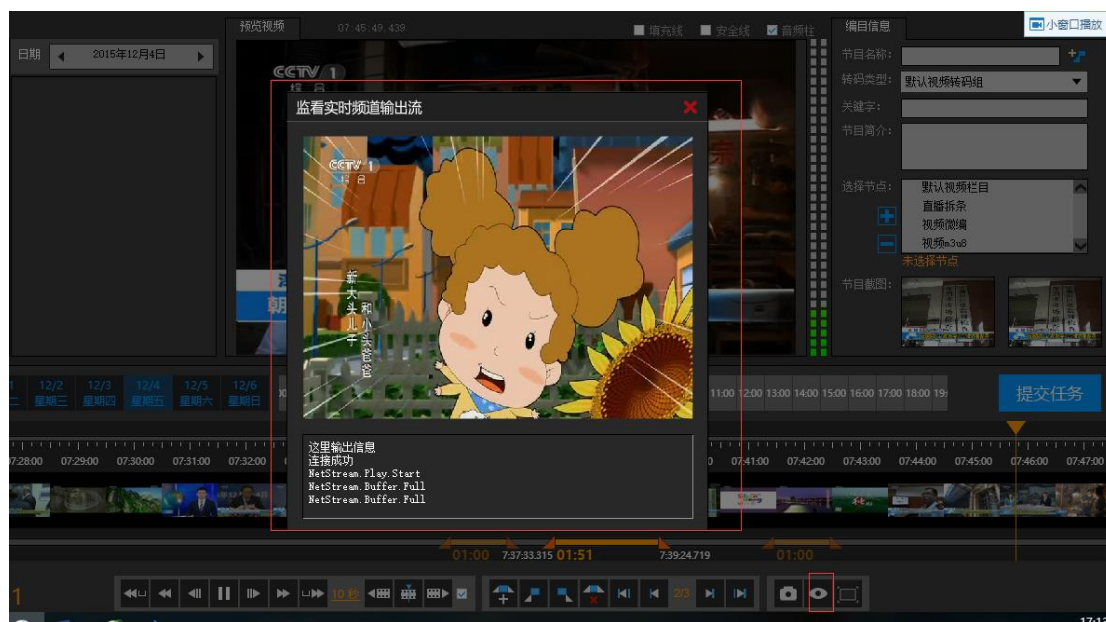 预览视频
07:45:49.439
填充线
安全线
音频柱
编目信息
小窗口播放
日期
2015年12月4日
CCTV 1
综合
节目名称:
转码类型:
默认视频转码组
关键字:
节目简介:
选择节点:
默认视频栏目
直播拆条
视频微编
视频m3u8
未选择节点
节目截图:
监看实时频道输出流
CCTV 1
综合
新大头儿子
和小头爸爸
这里输出信息
连接成功
NetStream.Play.Start
NetStream.Buffer.Full
NetStream.Buffer.Full
12/2 12/3 12/4 12/5 12/6
星期三 星期四 星期五 星期六 星期日
11:00 12:00 13:00 14:00 15:00 16:00 17:00 18:00
提交任务
07:28:00 07:29:00 07:30:00 07:31:00 07:32:00
07:41:00 07:42:00 07:43:00 07:44:00 07:45:00 07:46:00 07:47:00
01:00 7:37:33.315 01:51 7:39:24.719 01:00
10 秒
2/3